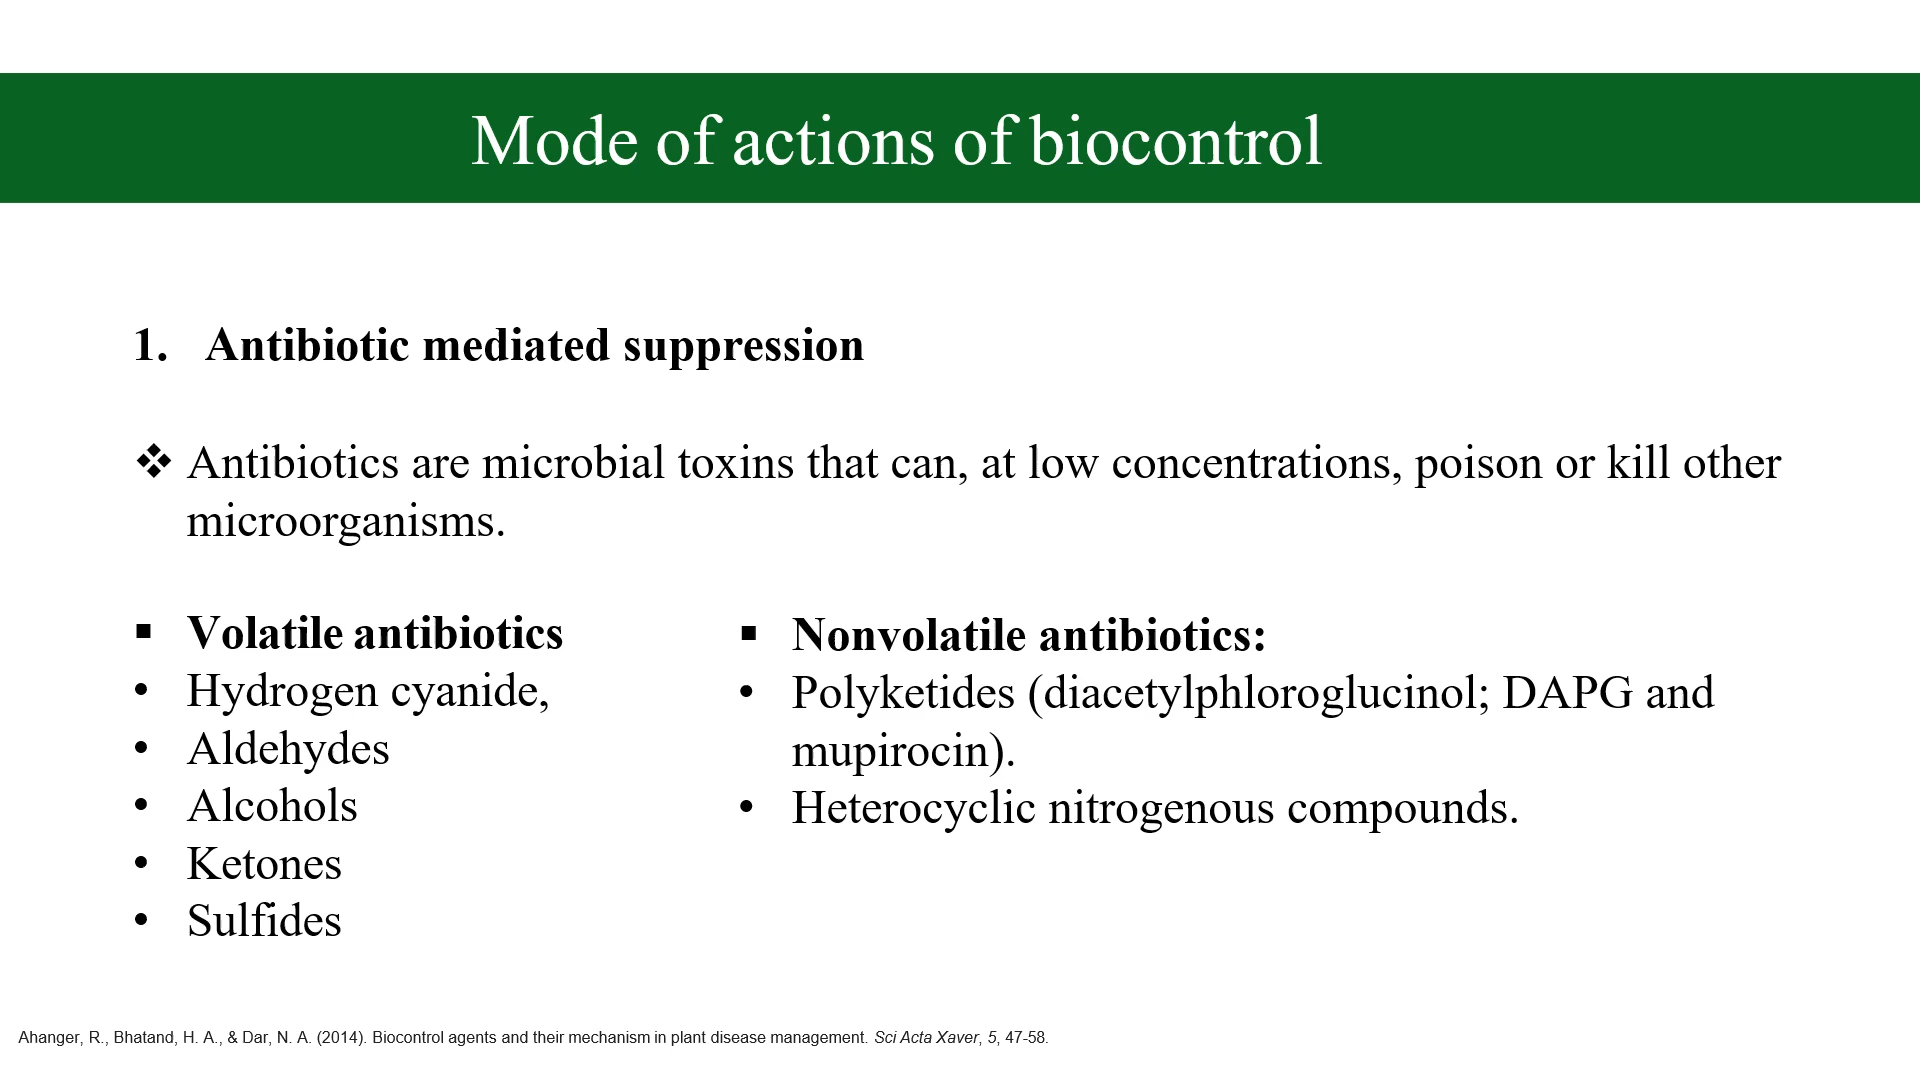 Mode of actions of biocontrol
1. Antibiotic mediated suppression
❖ Antibiotics are microbial toxins that can, at low concentrations, poison or kill other
microorganisms.
▪ Volatile antibiotics
• Hydrogen cyanide,
• Aldehydes
• Alcohols
• Ketones
• Sulfides
▪ Nonvolatile antibiotics:
• Polyketides (diacetylphloroglucinol; DAPG and
mupirocin).
• Heterocyclic nitrogenous compounds.
Ahanger, R., Bhatand, H. A., & Dar, N. A. (2014). Biocontrol agents and their mechanism in plant disease management. Sci Acta Xaver, 5, 47-58.